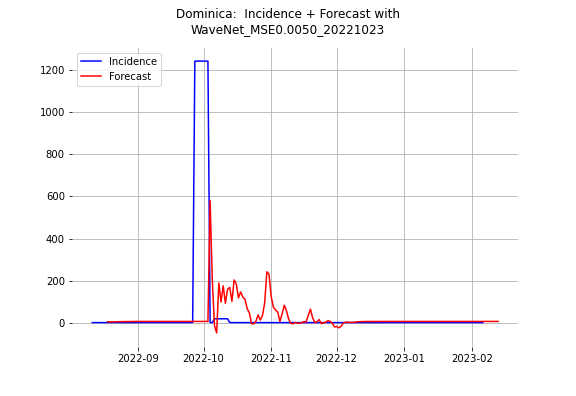 Dominica:  Incidence + Forecast with
WaveNet_MSE0.0050_20221023
Incidence
Forecast
1200
1000
800
600
400
200
0
2022-09 2022-10 2022-11 2022-12 2023-01 2023-02